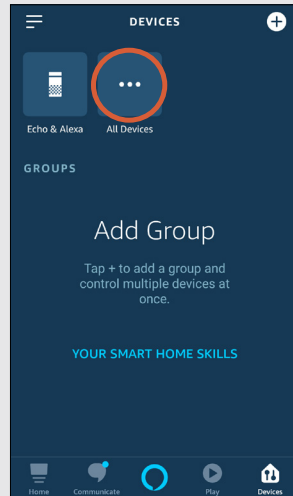 DEVICES
Echo & Alexa
All Devices
GROUPS
Add Group
Tap + to add a group and
control multiple devices at
once.
YOUR SMART HOME SKILLS
Home
Communicate
Play
Devices